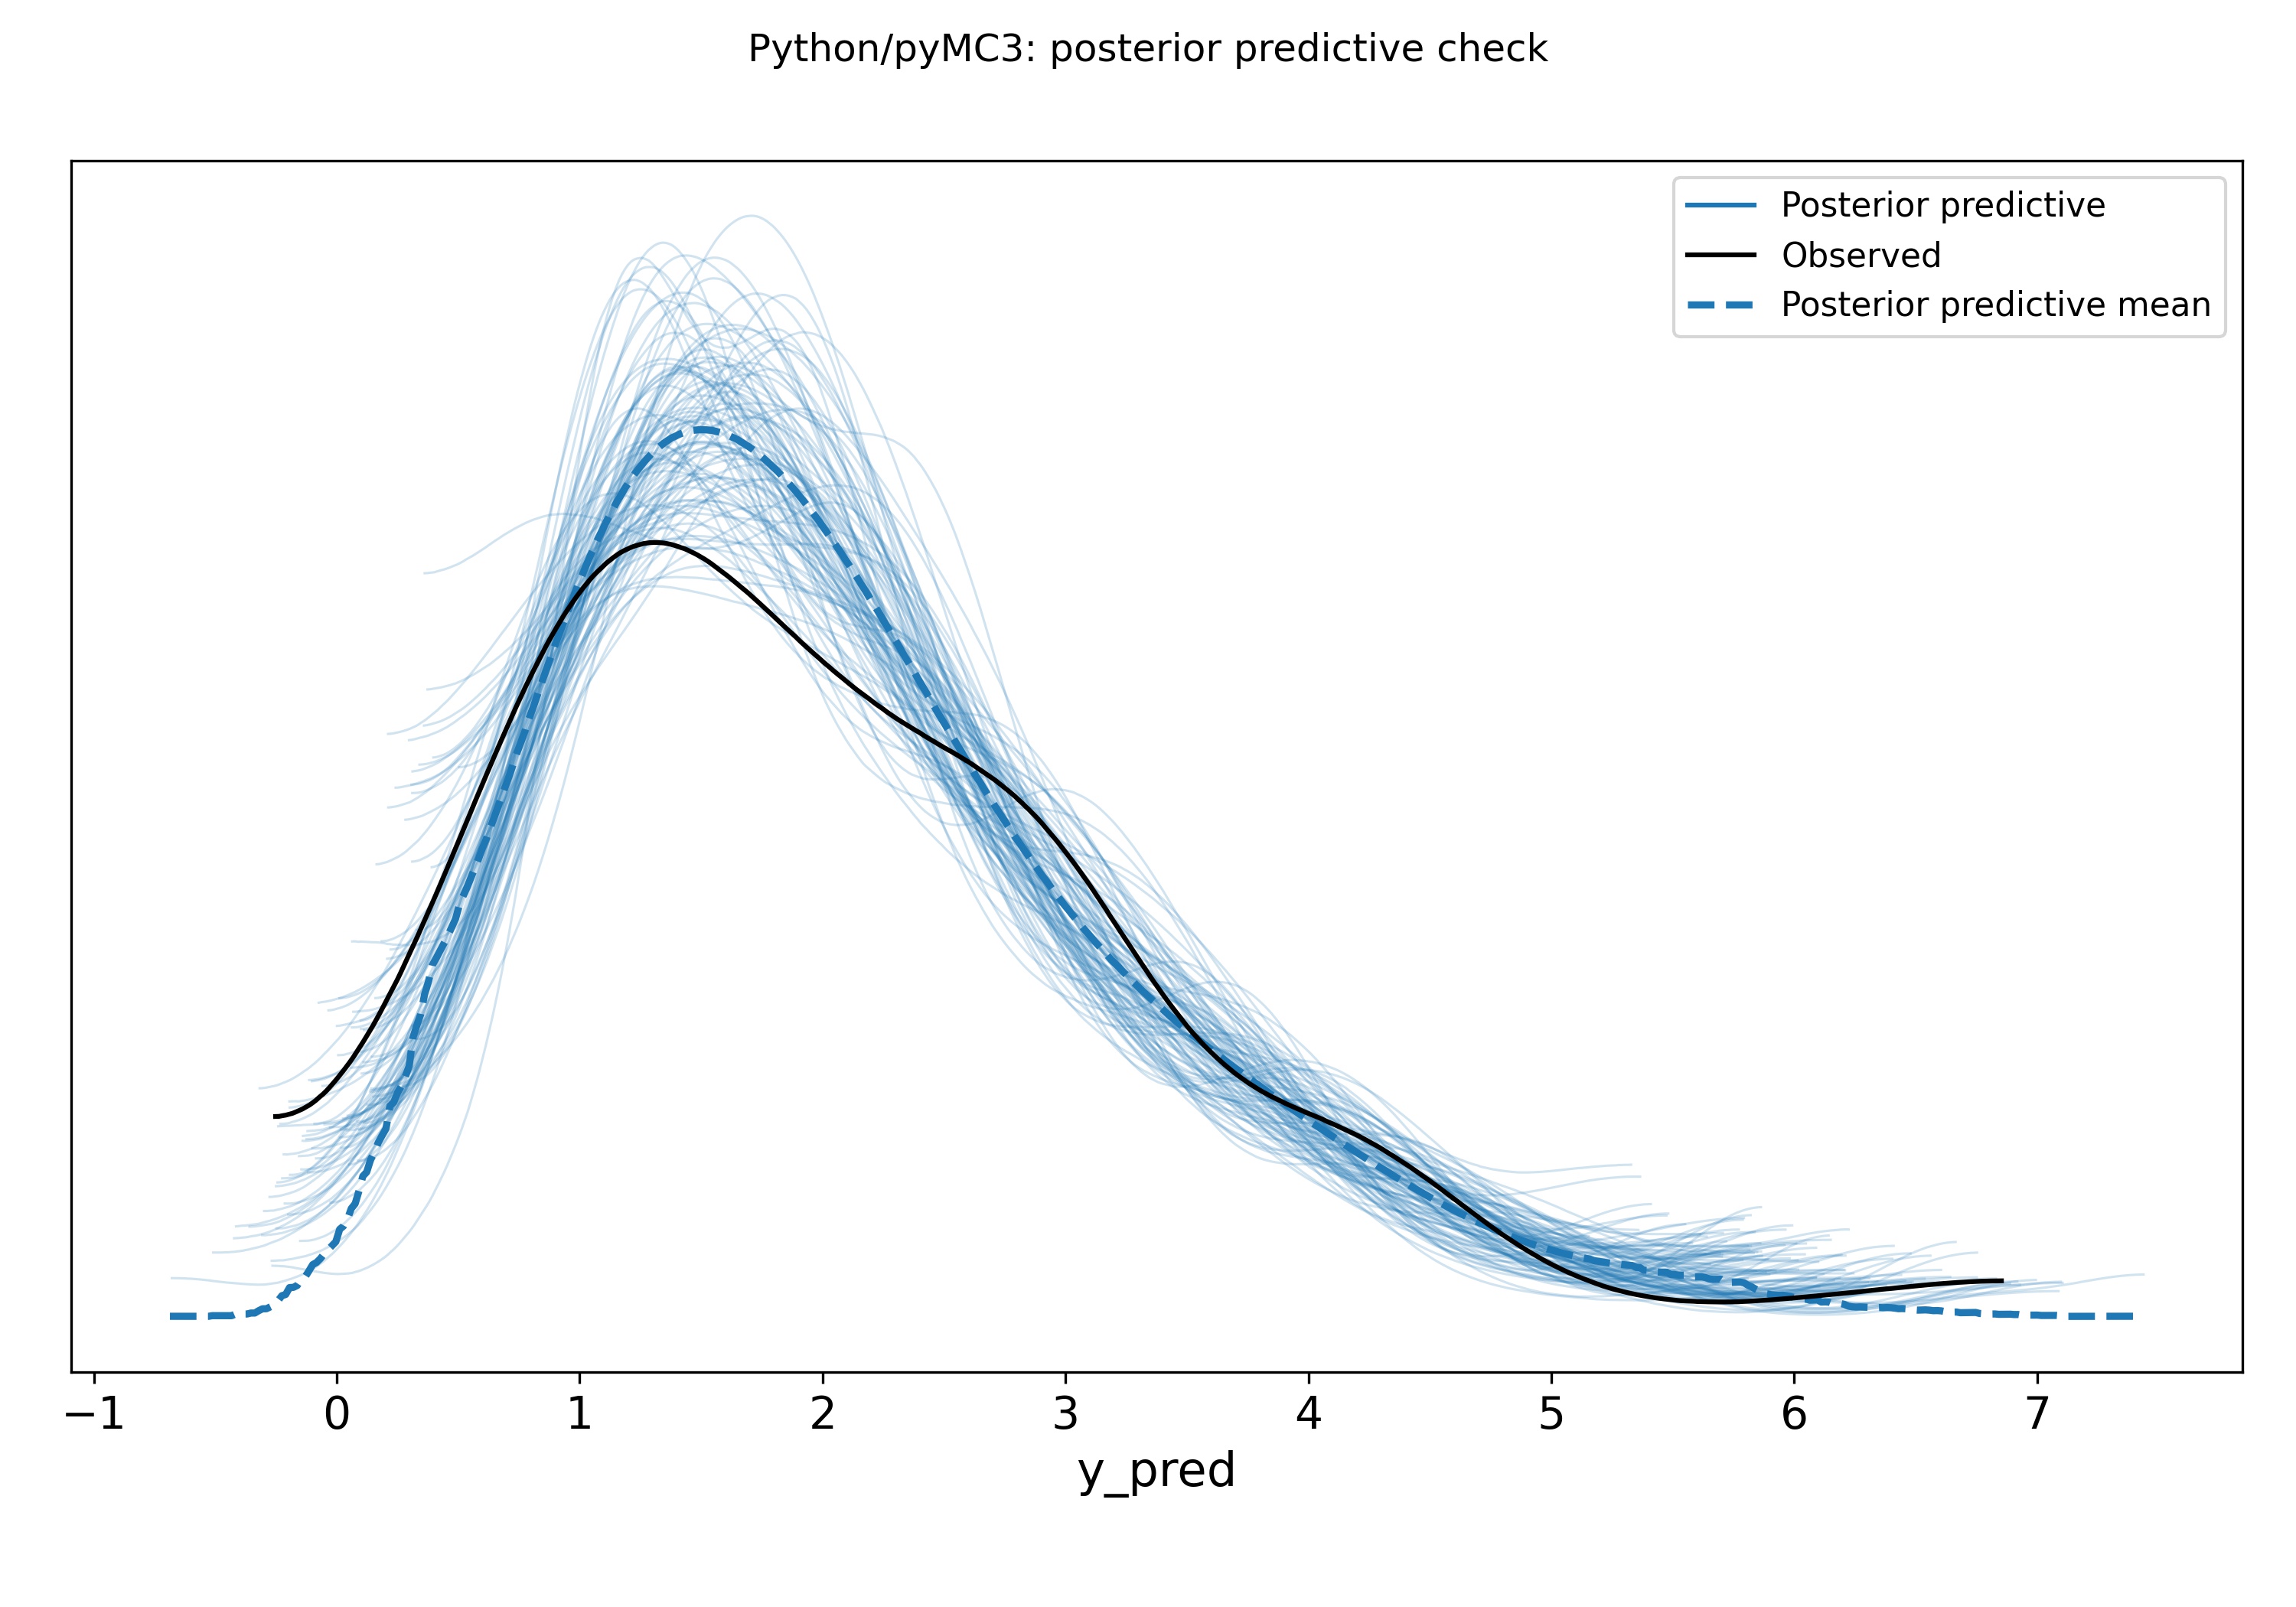 Python/pyMC3: posterior predictive check
Posterior predictive
Observed
Posterior predictive mean
−1 0 1 2 3 4 5 6 7
y_pred